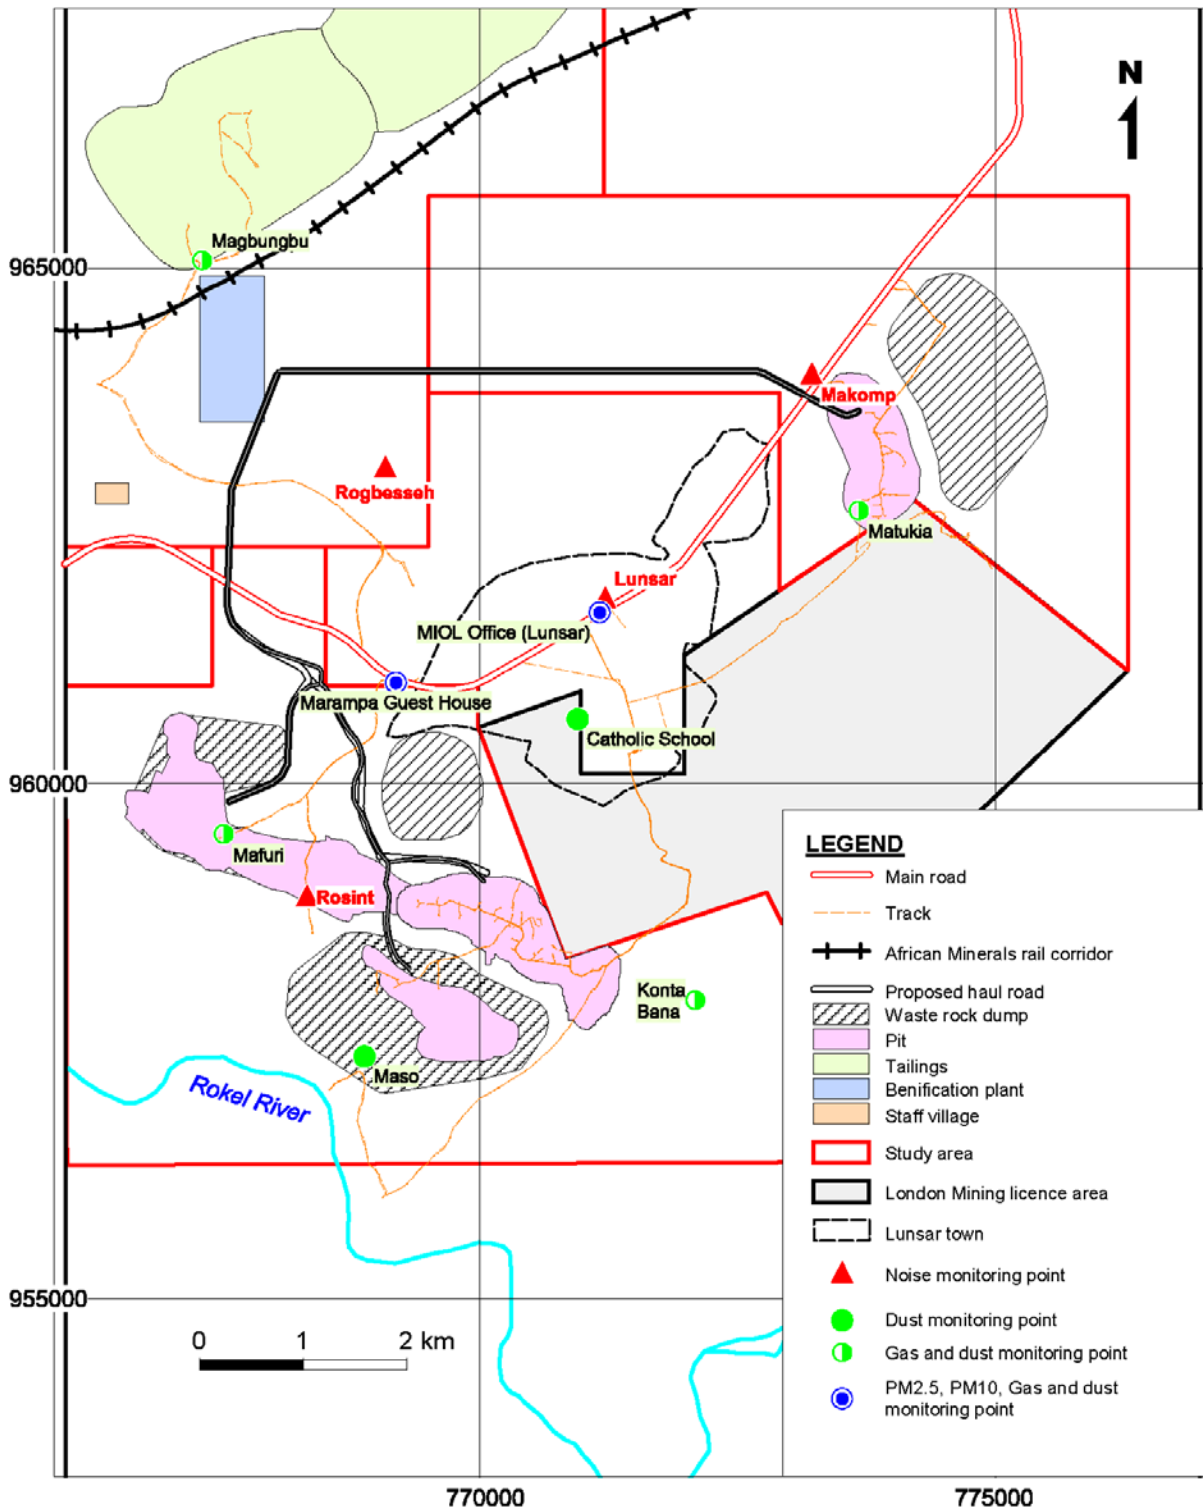 N
Magbungbu
965000
Makomp
Rogbesseh
Matukia
Lunsar
MIOL Office (Lunsar)
Marampa Guest House
Catholic School
960000
Mafuri
Rosint
Konta
Bana
Maso
Rokel River
955000
0 1 2 km
770000
775000
LEGEND
Main road
Track
African Minerals rail corridor
Proposed haul road
Waste rock dump
Pit
Tailings
Benification plant
Staff village
Study area
London Mining licence area
Lunsar town
Noise monitoring point
Dust monitoring point
Gas and dust monitoring point
PM2.5, PM10, Gas and dust
monitoring point